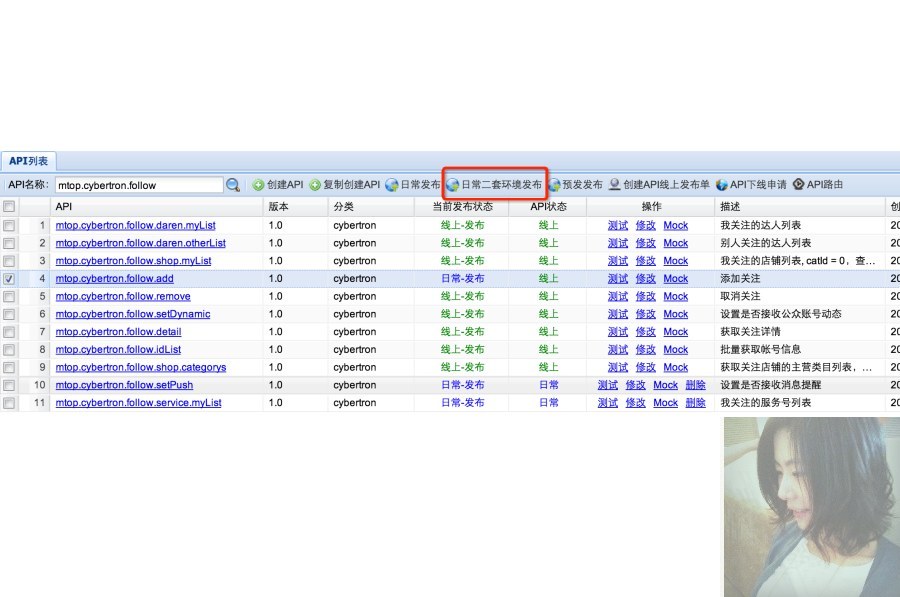 API列表
API名称: mtop.cybertron.follow 创建API 复制创建API 日常发布 日常二套环境发布 预发发布 创建API线上发布单 API下线申请 API路由
API 版本 分类 当前发布状态 API状态 操作 描述
1 mtop.cybertron.follow.daren.myList 1.0 cybertron 线上-发布 线上 测试 修改 Mock 我关注的达人列表 20
2 mtop.cybertron.follow.daren.otherList 1.0 cybertron 线上-发布 线上 测试 修改 Mock 别人关注的达人列表 20
3 mtop.cybertron.follow.shop.myList 1.0 cybertron 线上-发布 线上 测试 修改 Mock 我关注的店铺列表, catId = 0，查... 20
4 mtop.cybertron.follow.add 1.0 cybertron 日常-发布 线上 测试 修改 Mock 添加关注 20
5 mtop.cybertron.follow.remove 1.0 cybertron 线上-发布 线上 测试 修改 Mock 取消关注 20
6 mtop.cybertron.follow.setDynamic 1.0 cybertron 线上-发布 线上 测试 修改 Mock 设置是否接收公众账号动态 20
7 mtop.cybertron.follow.detail 1.0 cybertron 线上-发布 线上 测试 修改 Mock 获取关注详情 20
8 mtop.cybertron.follow.idList 1.0 cybertron 线上-发布 线上 测试 修改 Mock 批量获取帐号信息 20
9 mtop.cybertron.follow.shop.categorys 1.0 cybertron 线上-发布 线上 测试 修改 Mock 获取关注店铺的主营类目列表，... 20
10 mtop.cybertron.follow.setPush 1.0 cybertron 日常-发布 日常 测试 修改 Mock 删除 设置是否接收消息提醒 20
11 mtop.cybertron.follow.service.myList 1.0 cybertron 日常-发布 日常 测试 修改 Mock 删除 我关注的服务号列表 20